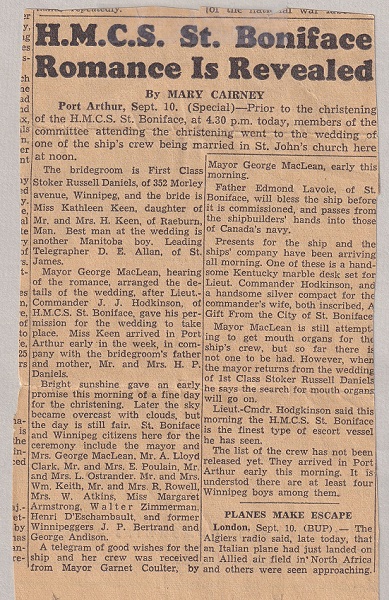 repeatedly.
of the national war
H.M.C.S. St. Boniface
Romance Is Revealed
By MARY CAIRNEY
Port Arthur, Sept. 10. (Special)—Prior to the christening
of the H.M.C.S. St. Boniface, at 4.30 p.m. today, members of the
committee attending the christening went to the wedding of
one of the ship's crew being married in St. John's church here
at noon.
The bridegroom is First Class
Stoker Russell Daniels, of 352 Morley
avenue, Winnipeg, and the bride is
Miss Kathleen Keen, daughter of
Mr. and Mrs. H. Keen, of Raeburn,
Man. Best man at the wedding is
another Manitoba boy, Leading
Telegrapher D. E. Allan, of St.
James.
Mayor George MacLean, hearing
of the romance, arranged the de-
tails of the wedding, after Lieut.-
Commander J. J. Hodkinson, of
H.M.C.S. St. Boniface, gave his per-
mission for the wedding to take
place. Miss Keen arrived in Port
Arthur early in the week, in com-
pany with the bridegroom's father
and mother, Mr. and Mrs. H. P.
Daniels.
Bright sunshine gave an early
promise this morning of a fine day
for the christening. Later the sky
became overcast with clouds, but
the day is still fair. St. Boniface
and Winnipeg citizens here for the
ceremony include the mayor and
Mrs. George MacLean, Mr. A. Lloyd
Clark, Mr. and Mrs. E. Poulain, Mr.
and Mrs. L. Ostrander, Mr. and Mrs.
Wm. Keith, Mr. and Mrs. B. Rowell,
Mrs. W. Atkins, Miss Margaret
Armstrong, Walter Zimmerman,
Henri D'Eschambault, and former
Winnipeggers J. P. Bertrand and
George Andison.
A telegram of good wishes for the
ship and her crew was received
from Mayor Garnet Coulter, by
Mayor George MacLean, early this
morning.
Father Edmond Lavoie, of St.
Boniface, will bless the ship before
it is commissioned, and passes from
the shipbuilders' hands into those
of Canada's navy.
Presents for the ship and the
ships' company have been arriving
all morning. One of these is a hand-
some Kentucky marble desk set for
Lieut. Commander Hodkinson, and
a handsome silver compact for the
commander's wife, both inscribed, A
Gift From the City of St. Boniface
Mayor MacLean is still attempt-
ing to get mouth organs for the
ship's crew, but so far there is
not one to be had. However, when
the mayor returns from the wedding
of 1st Class Stoker Russell Daniels
he says the search for mouth organs
will go on.
Lieut.-Cmdr. Hodgkinson said this
morning the H.M.C.S. St. Boniface
is the finest type of escort vessel
he has seen.
The list of the crew has not been
released yet. They arrived in Port
Arthur early this morning. It is
understood there are at least four
Winnipeg boys among them.
PLANES MAKE ESCAPE
London, Sept. 10. (BUP) — The
Algiers radio said, late today, that
an Italian plane had just landed on
an Allied air field in North Africa
and others were seen approaching.